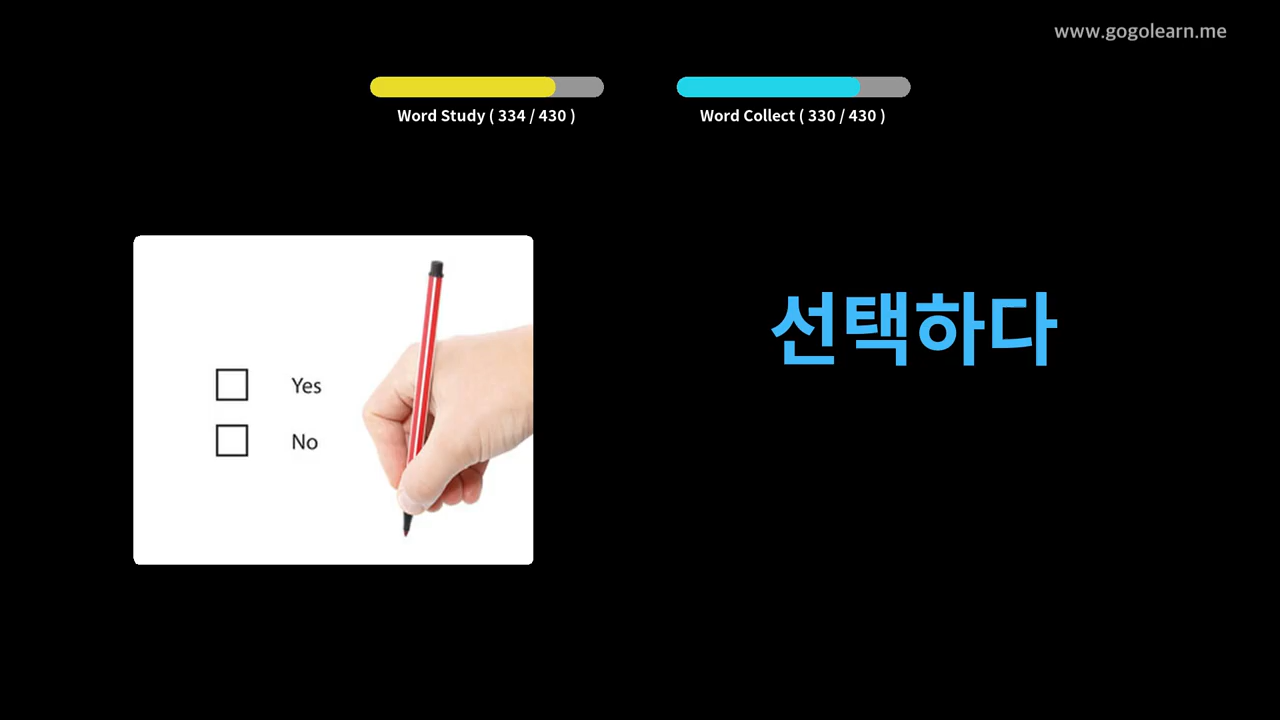 www.gogolearn.me
Word Study ( 334 / 430 )
Word Collect ( 330 / 430 )
선택하다
Yes
No